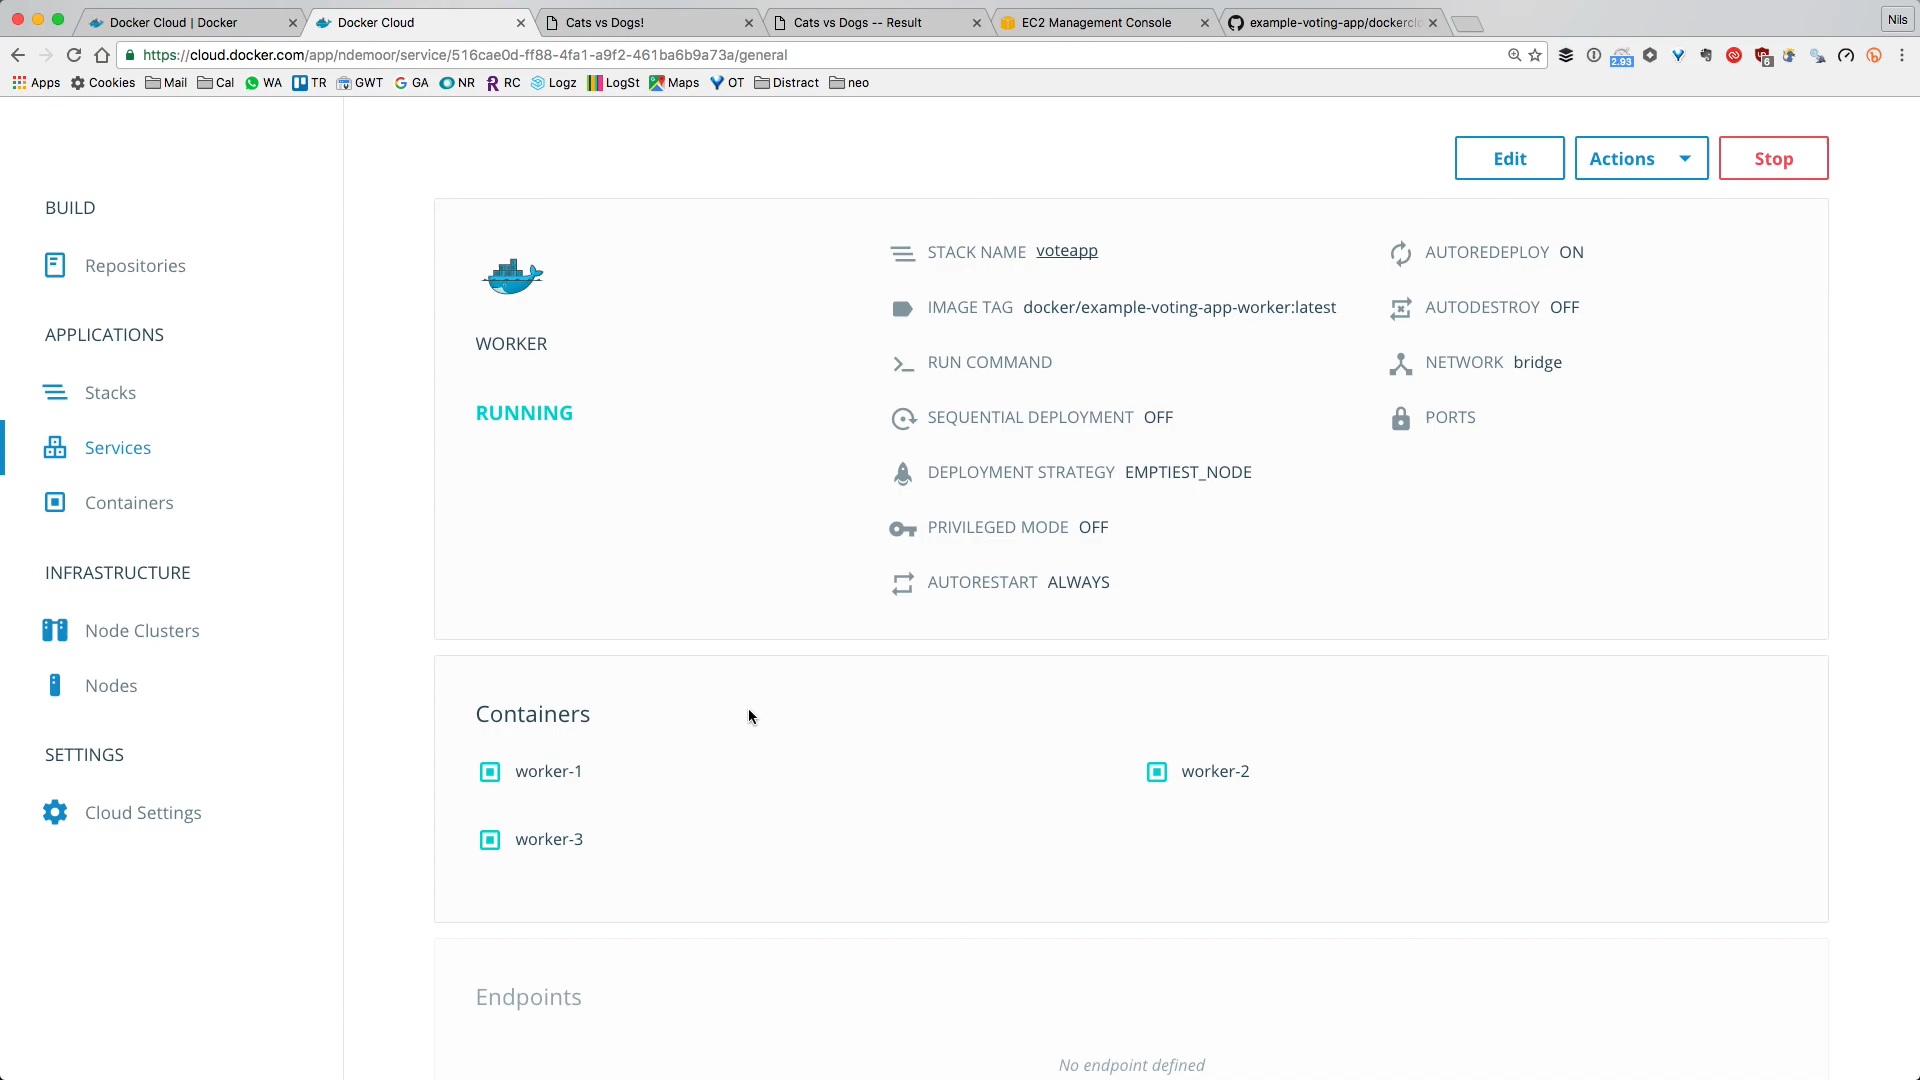 Docker Cloud | Docker
Docker Cloud
Cats vs Dogs!
Cats vs Dogs -- Result
EC2 Management Console
example-voting-app/dockerclo
Nils
https://cloud.docker.com/app/ndemoor/service/516cae0d-ff88-4fa1-a9f2-461ba6b9a73a/general
2.93
6
Apps
Cookies
Mail
Cal
WA
TR
GWT
GA
NR
RC
Logz
LogSt
Maps
OT
Distract
neo
Edit
Actions
Stop
BUILD
Repositories
APPLICATIONS
Stacks
Services
Containers
INFRASTRUCTURE
Node Clusters
Nodes
SETTINGS
Cloud Settings
WORKER
RUNNING
STACK NAME voteapp
IMAGE TAG docker/example-voting-app-worker:latest
RUN COMMAND
SEQUENTIAL DEPLOYMENT OFF
DEPLOYMENT STRATEGY EMPTIEST_NODE
PRIVILEGED MODE OFF
AUTORESTART ALWAYS
AUTOREDEPLOY ON
AUTODESTROY OFF
NETWORK bridge
PORTS
Containers
worker-1
worker-2
worker-3
Endpoints
No endpoint defined